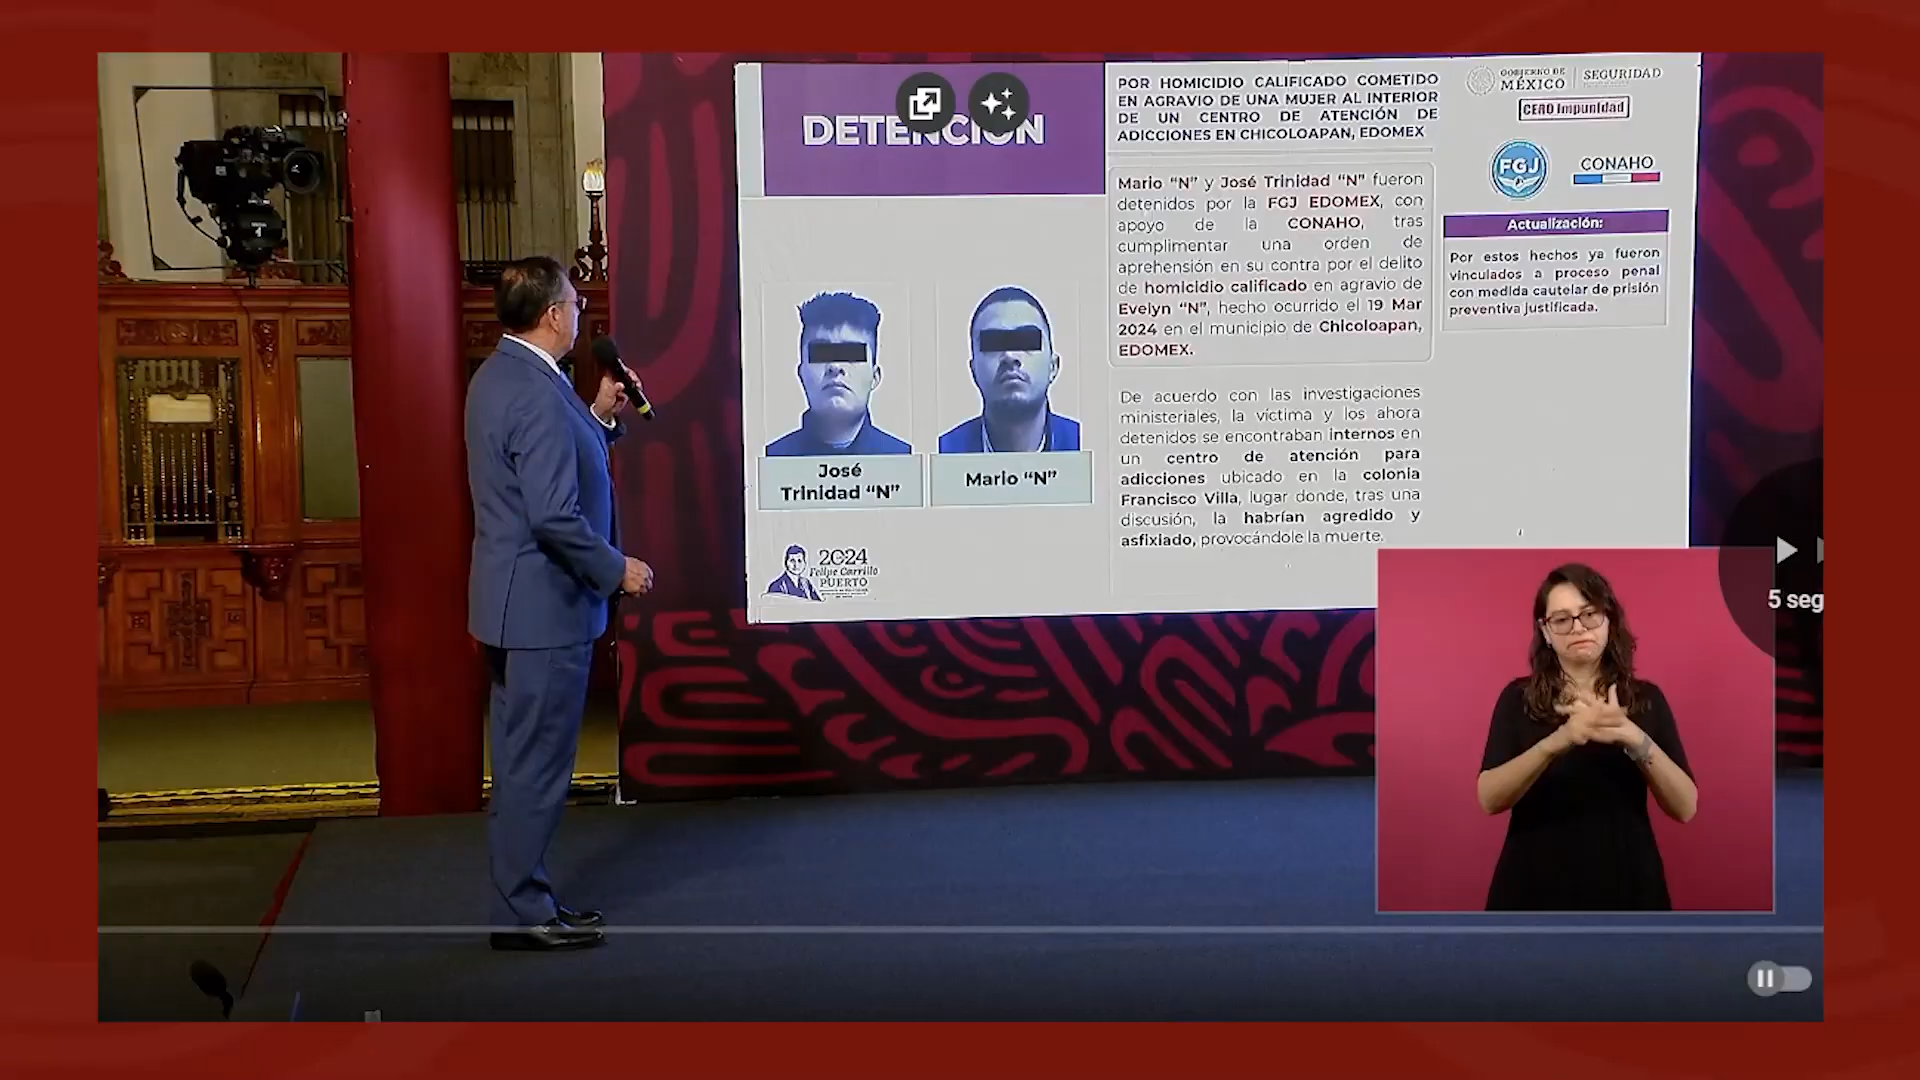 DETENCIÓN
POR HOMICIDIO CALIFICADO COMETIDO
EN AGRAVIO DE UNA MUJER AL INTERIOR
DE UN CENTRO DE ATENCIÓN DE
ADICCIONES EN CHICOLOAPAN, EDOMEX
GOBIERNO DE
MÉXICO
SEGURIDAD
CERO Impunidad
FGJ
CONAHO
Mario “N” y José Trinidad “N” fueron
detenidos por la FGJ EDOMEX, con
apoyo de la CONAHO, tras
cumplimentar una orden de
aprehensión en su contra por el delito
de homicidio calificado en agravio de
Evelyn “N”, hecho ocurrido el 19 Mar
2024 en el municipio de Chicoloapan,
EDOMEX.
Actualización:
Por estos hechos ya fueron
vinculados a proceso penal
con medida cautelar de prisión
preventiva justificada.
De acuerdo con las investigaciones
ministeriales, la víctima y los ahora
detenidos se encontraban internos en
un centro de atención para
adicciones ubicado en la colonia
Francisco Villa, lugar donde, tras una
discusión, la habrían agredido y
asfixiado, provocándole la muerte.
José
Trinidad “N”
Mario “N”
2024
Felipe Carrillo
PUERTO
5 seg
1